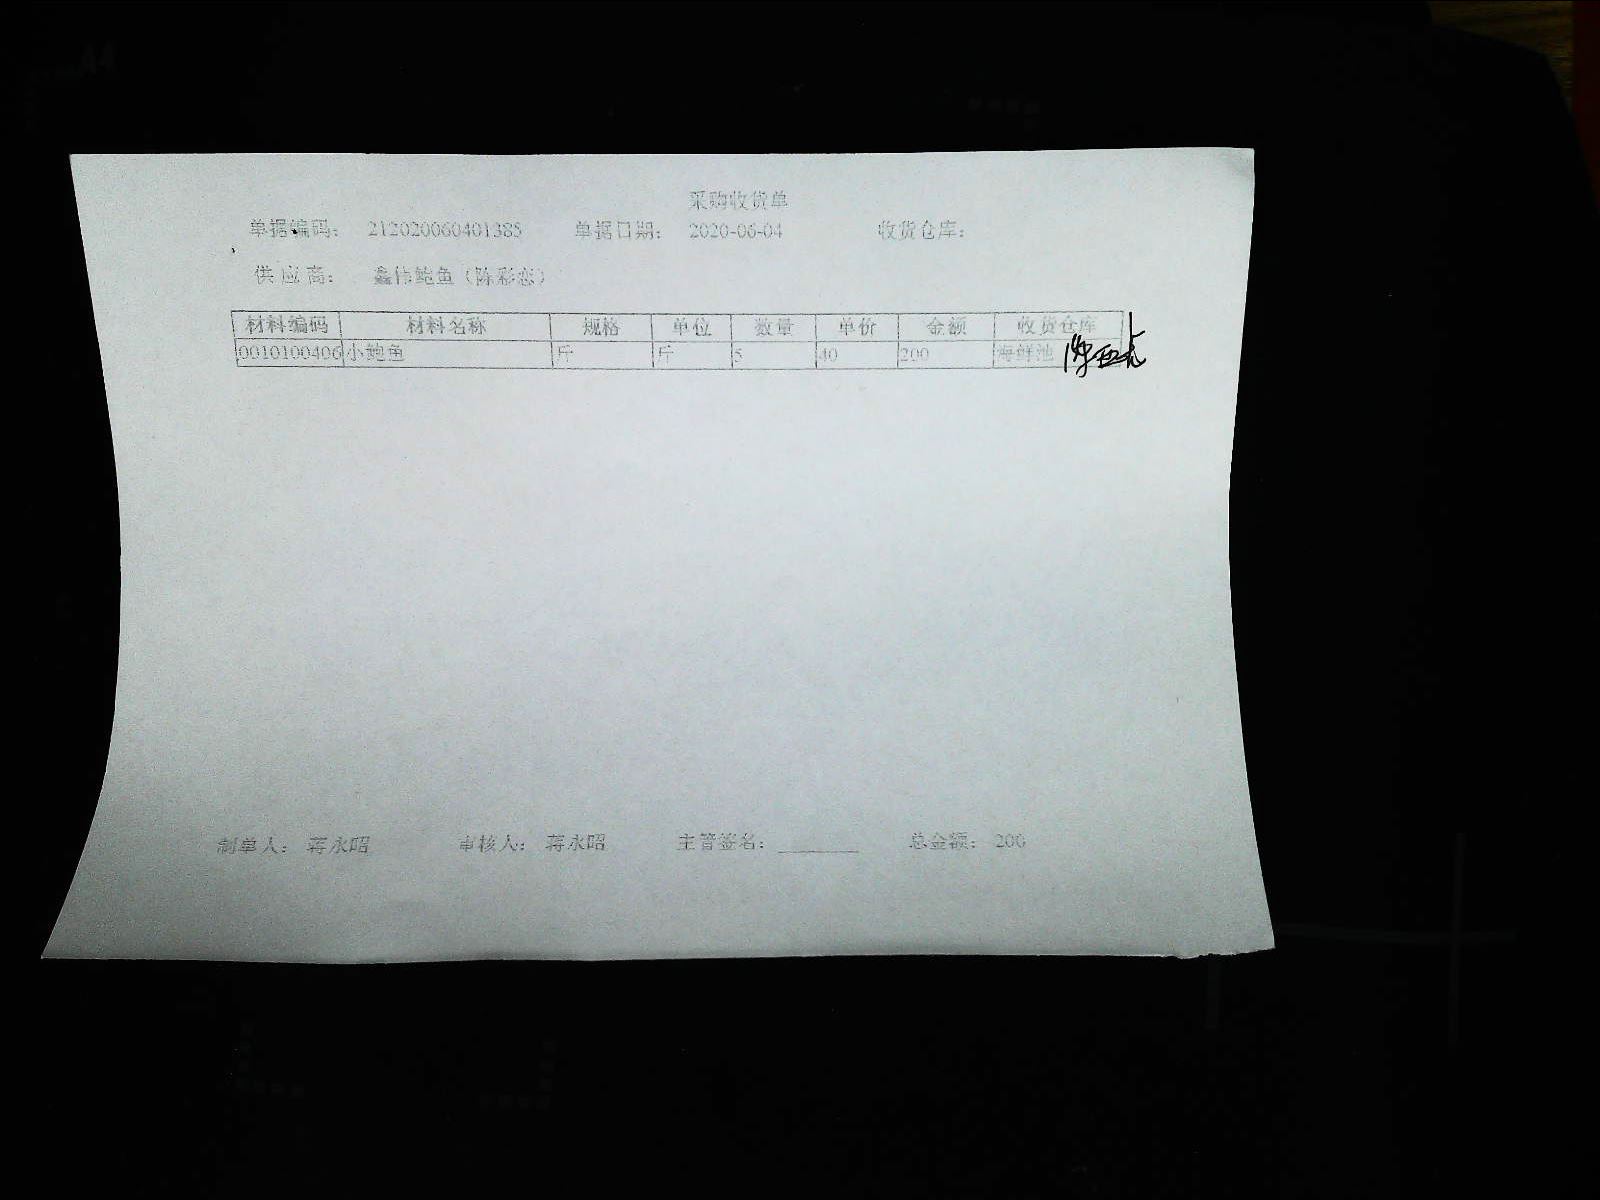 采购收货单
单据编码： 212020060401385 单据日期： 2020-06-04 收货仓库：
供 应 商： 鑫伟鲍鱼（陈彩恋）
材料编码 材料名称 规格 单位 数量 单价 金额 收货仓库
0010100406 小鲍鱼 斤 斤 5 40 200 海鲜池
制单人： 蒋永昭 审核人： 蒋永昭 主管签名： 总金额： 200